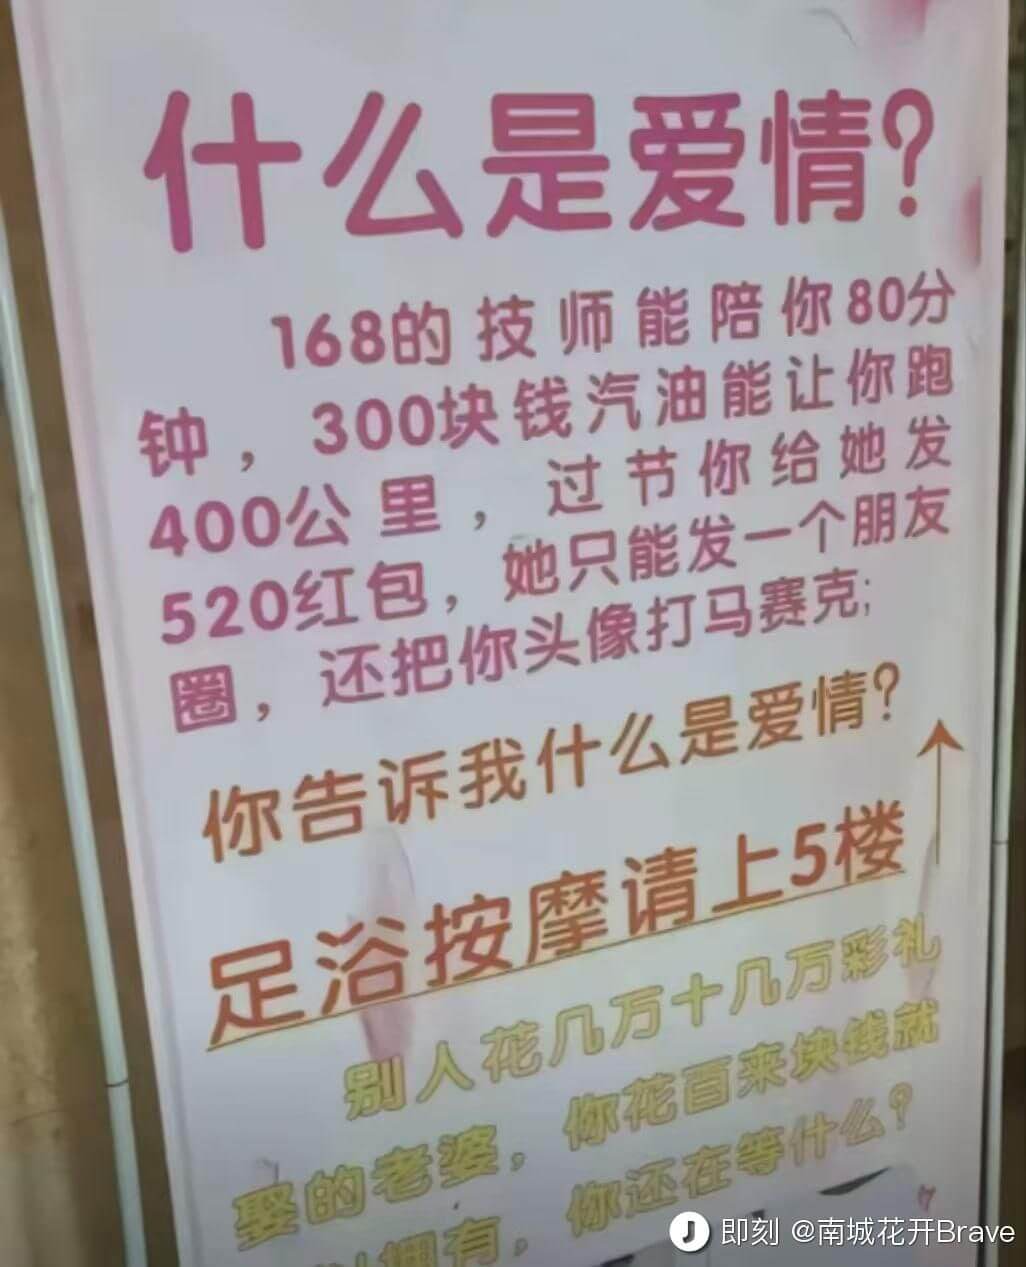 什么是爱情?
168的技师能陪你80分
钟，300块钱汽油能让你跑
400公里，过节你给她发
520红包，她只能发一个朋友
圈，还把你头像打马赛克;
你告诉我什么是爱情?
足浴按摩请上5楼
别人花几万十几万彩礼
娶的老婆，你花百来块钱就
拥有，你还在等什么?
即刻 @南城花开Brave